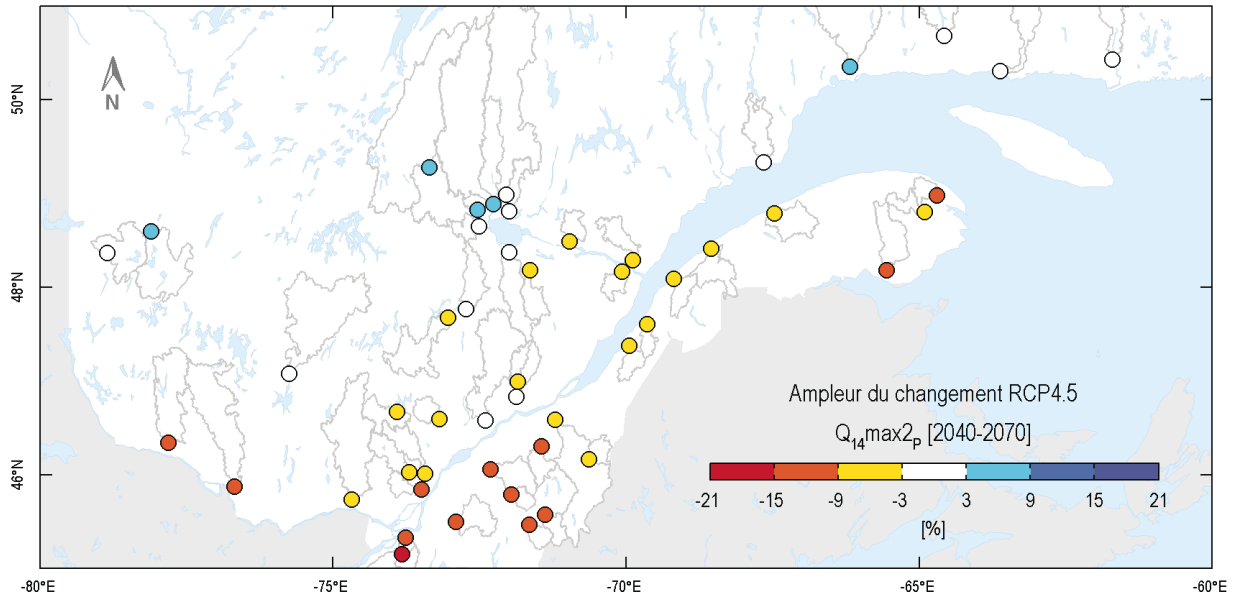 50°N
N
48°N
46°N
Ampleur du changement RCP4.5
Q14max2P [2040-2070]
-21 -15 -9 -3 3 9 15 21
[%]
-80°E -75°E -70°E -65°E -60°E